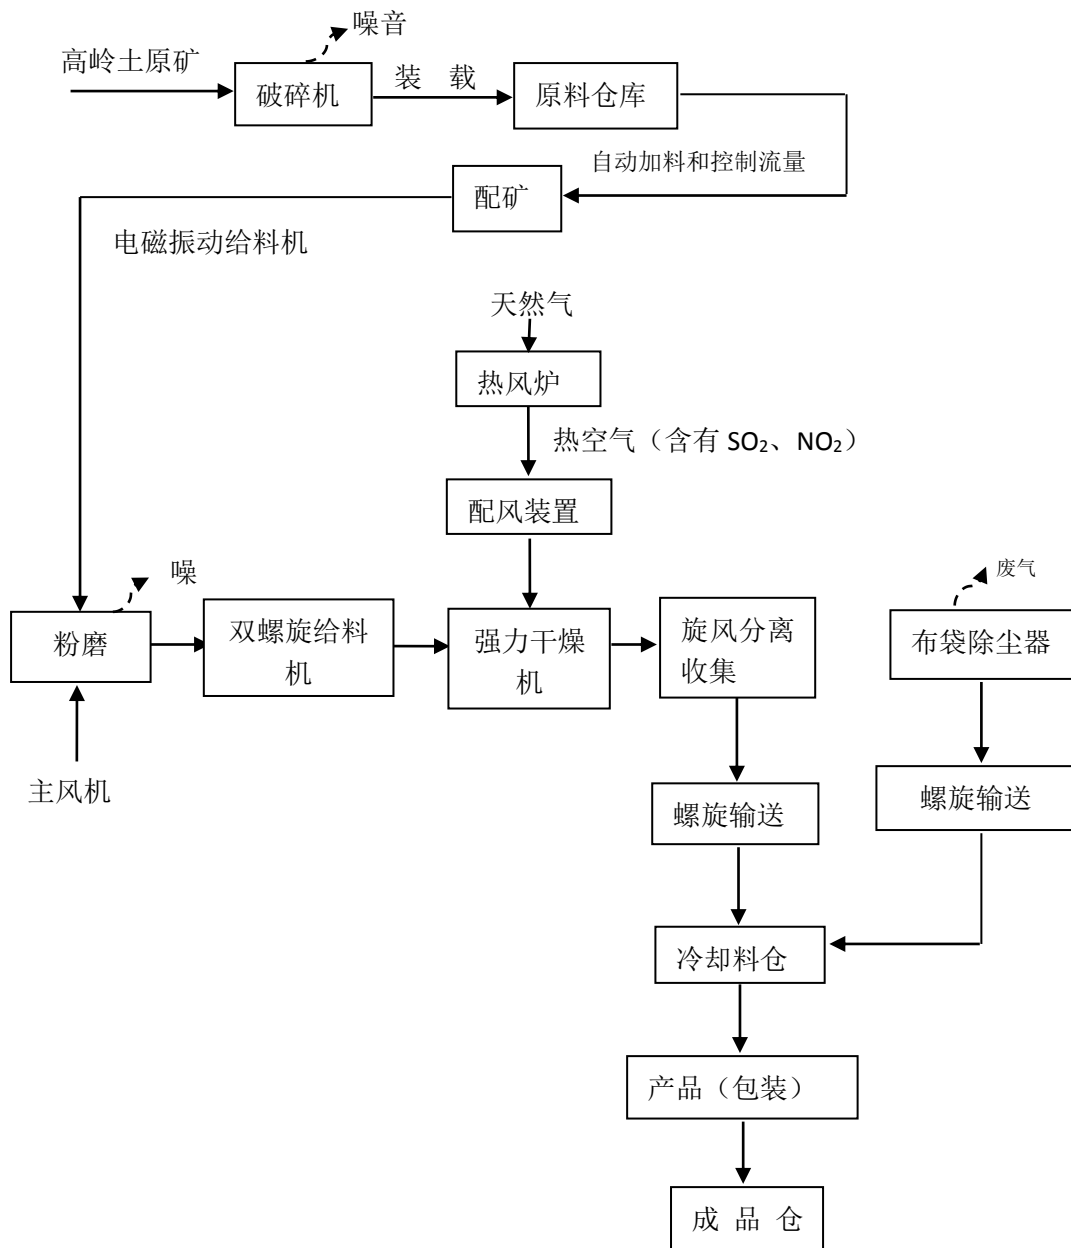 噪音
高岭土原矿
破碎机
装 载
原料仓库
自动加料和控制流量
配矿
电磁振动给料机
天然气
热风炉
热空气（含有 SO₂、NO₂）
配风装置
噪
废气
粉磨
双螺旋给料
机
强力干燥
机
旋风分离
收集
布袋除尘器
主风机
螺旋输送
螺旋输送
冷却料仓
产品（包装）
成 品 仓